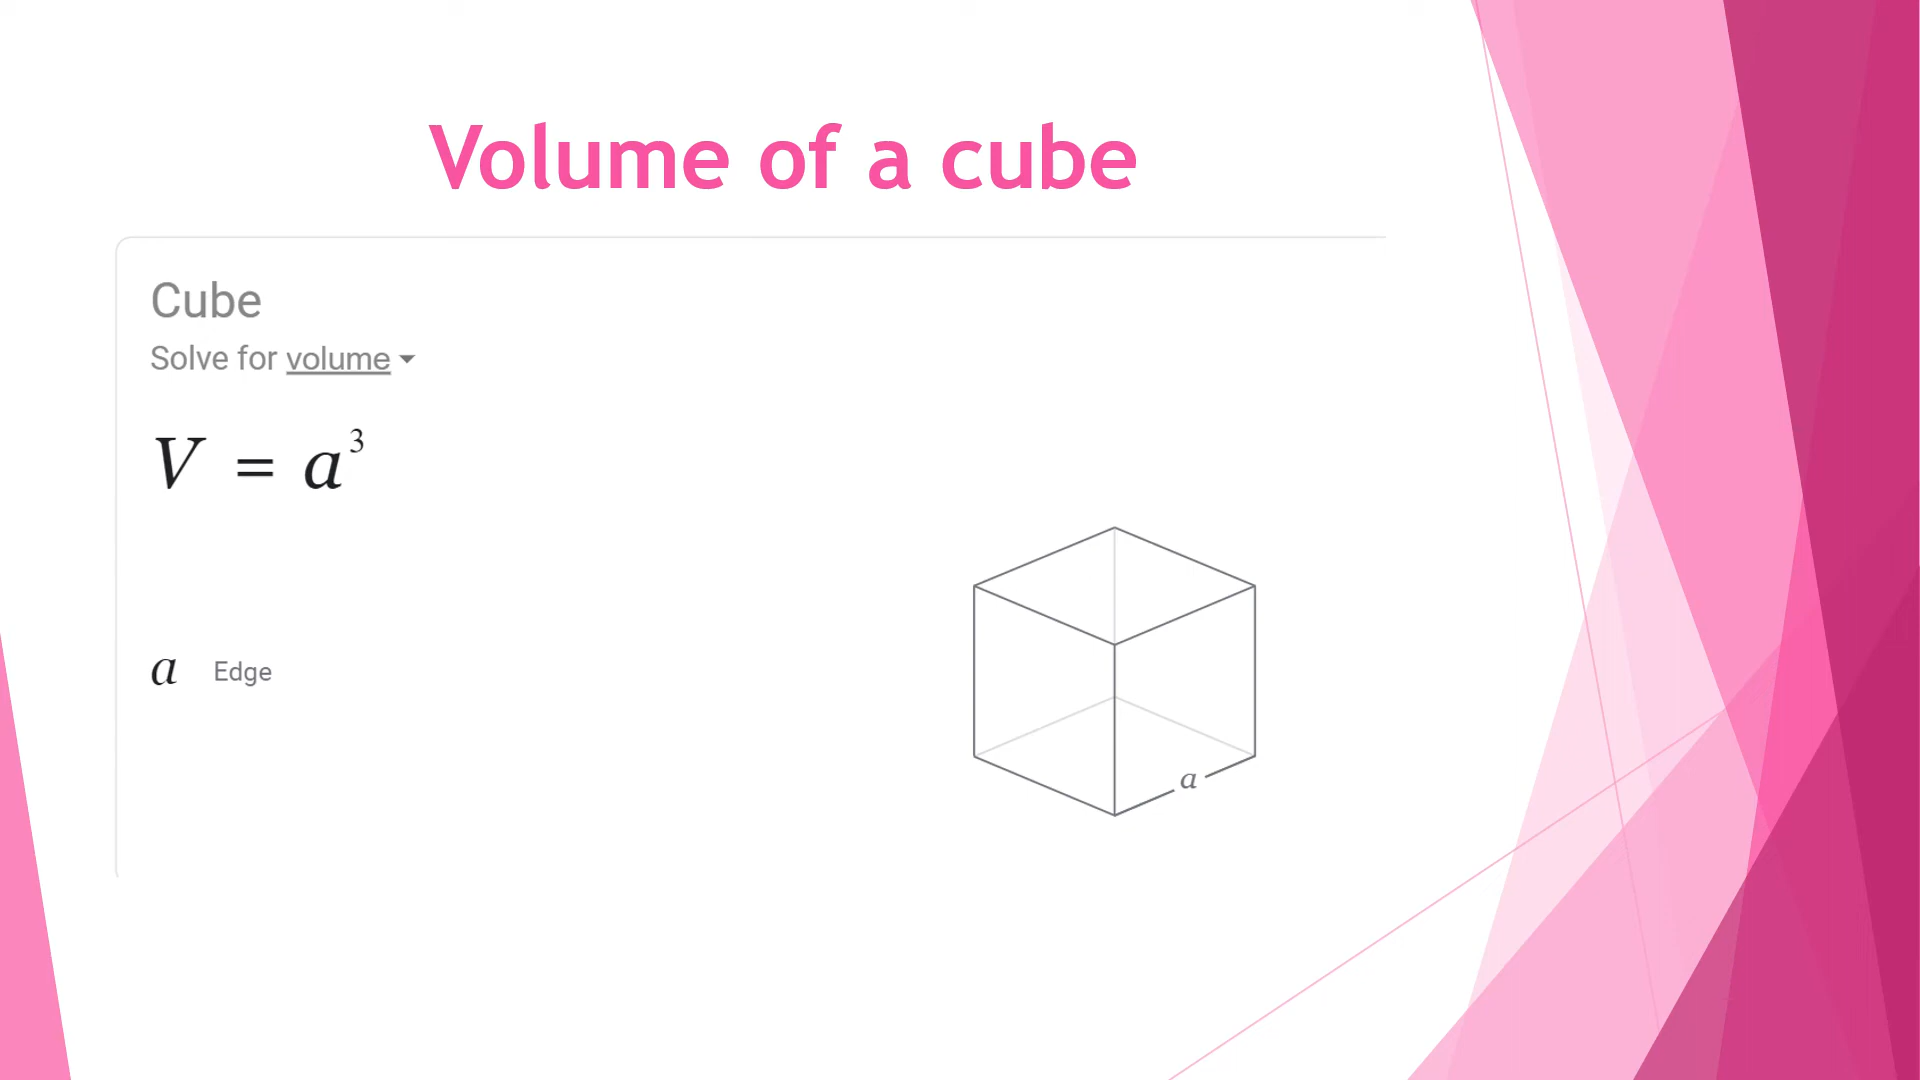 Volume of a cube
Cube
Solve for volume
V = a³
a Edge
a